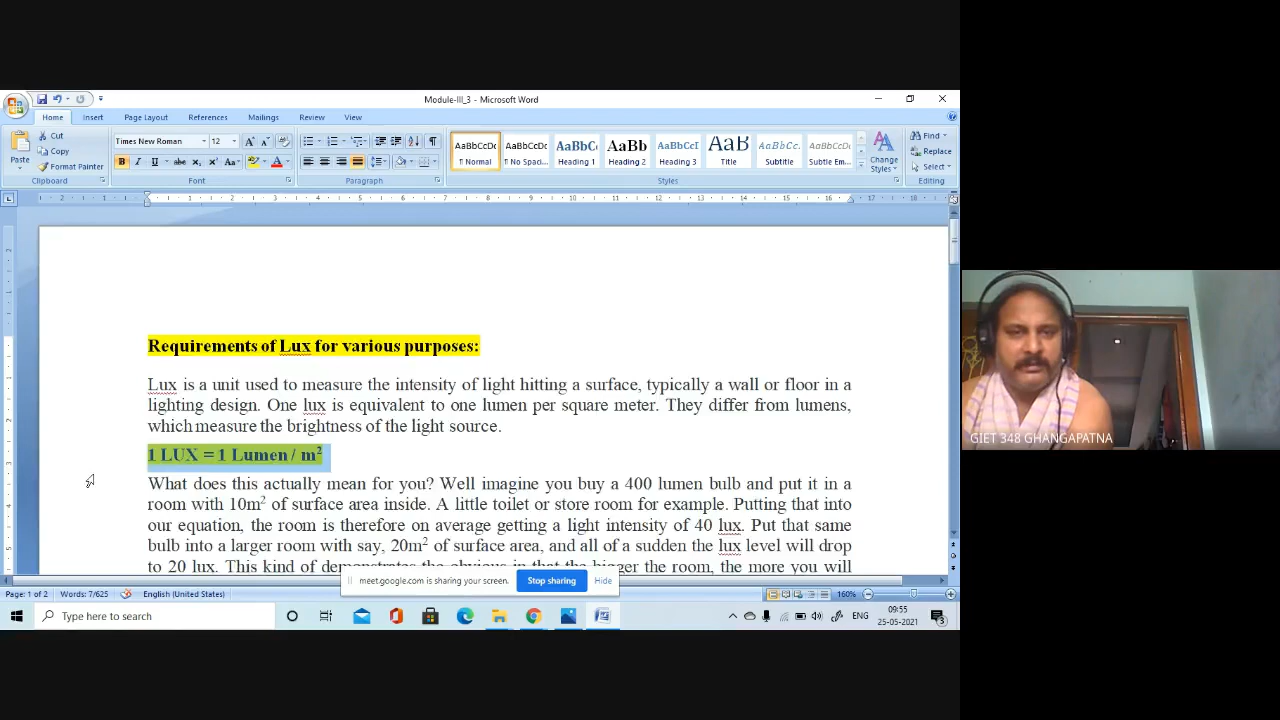 Module-III_3 - Microsoft Word
Home Insert Page Layout References Mailings Review View
Paste
Cut
Copy
Format Painter
Clipboard
Times New Roman 12
Font
Paragraph
AaBbCcDc AaBbCcDc AaBbCc AaBbCc AaBbCcI AaB AaBbCcL AaBbCcDc
¶ Normal ¶ No Spaci... Heading 1 Heading 2 Heading 3 Title Subtitle Subtle Em...
Change Styles
Styles
Find
Replace
Select
Editing
Requirements of Lux for various purposes:
Lux is a unit used to measure the intensity of light hitting a surface, typically a wall or floor in a
lighting design. One lux is equivalent to one lumen per square meter. They differ from lumens,
which measure the brightness of the light source.
1 LUX = 1 Lumen / m²
What does this actually mean for you? Well imagine you buy a 400 lumen bulb and put it in a
room with 10m² of surface area inside. A little toilet or store room for example. Putting that into
our equation, the room is therefore on average getting a light intensity of 40 lux. Put that same
bulb into a larger room with say, 20m² of surface area, and all of a sudden the lux level will drop
to 20 lux. This kind of demonstrates the obvious in that the bigger the room, the more you will
meet.google.com is sharing your screen. Stop sharing Hide
Page: 1 of 2 Words: 7/625 English (United States) 160%
Type here to search
ENG
09:55
25-05-2021
3
GIET 348 GHANGAPATNA